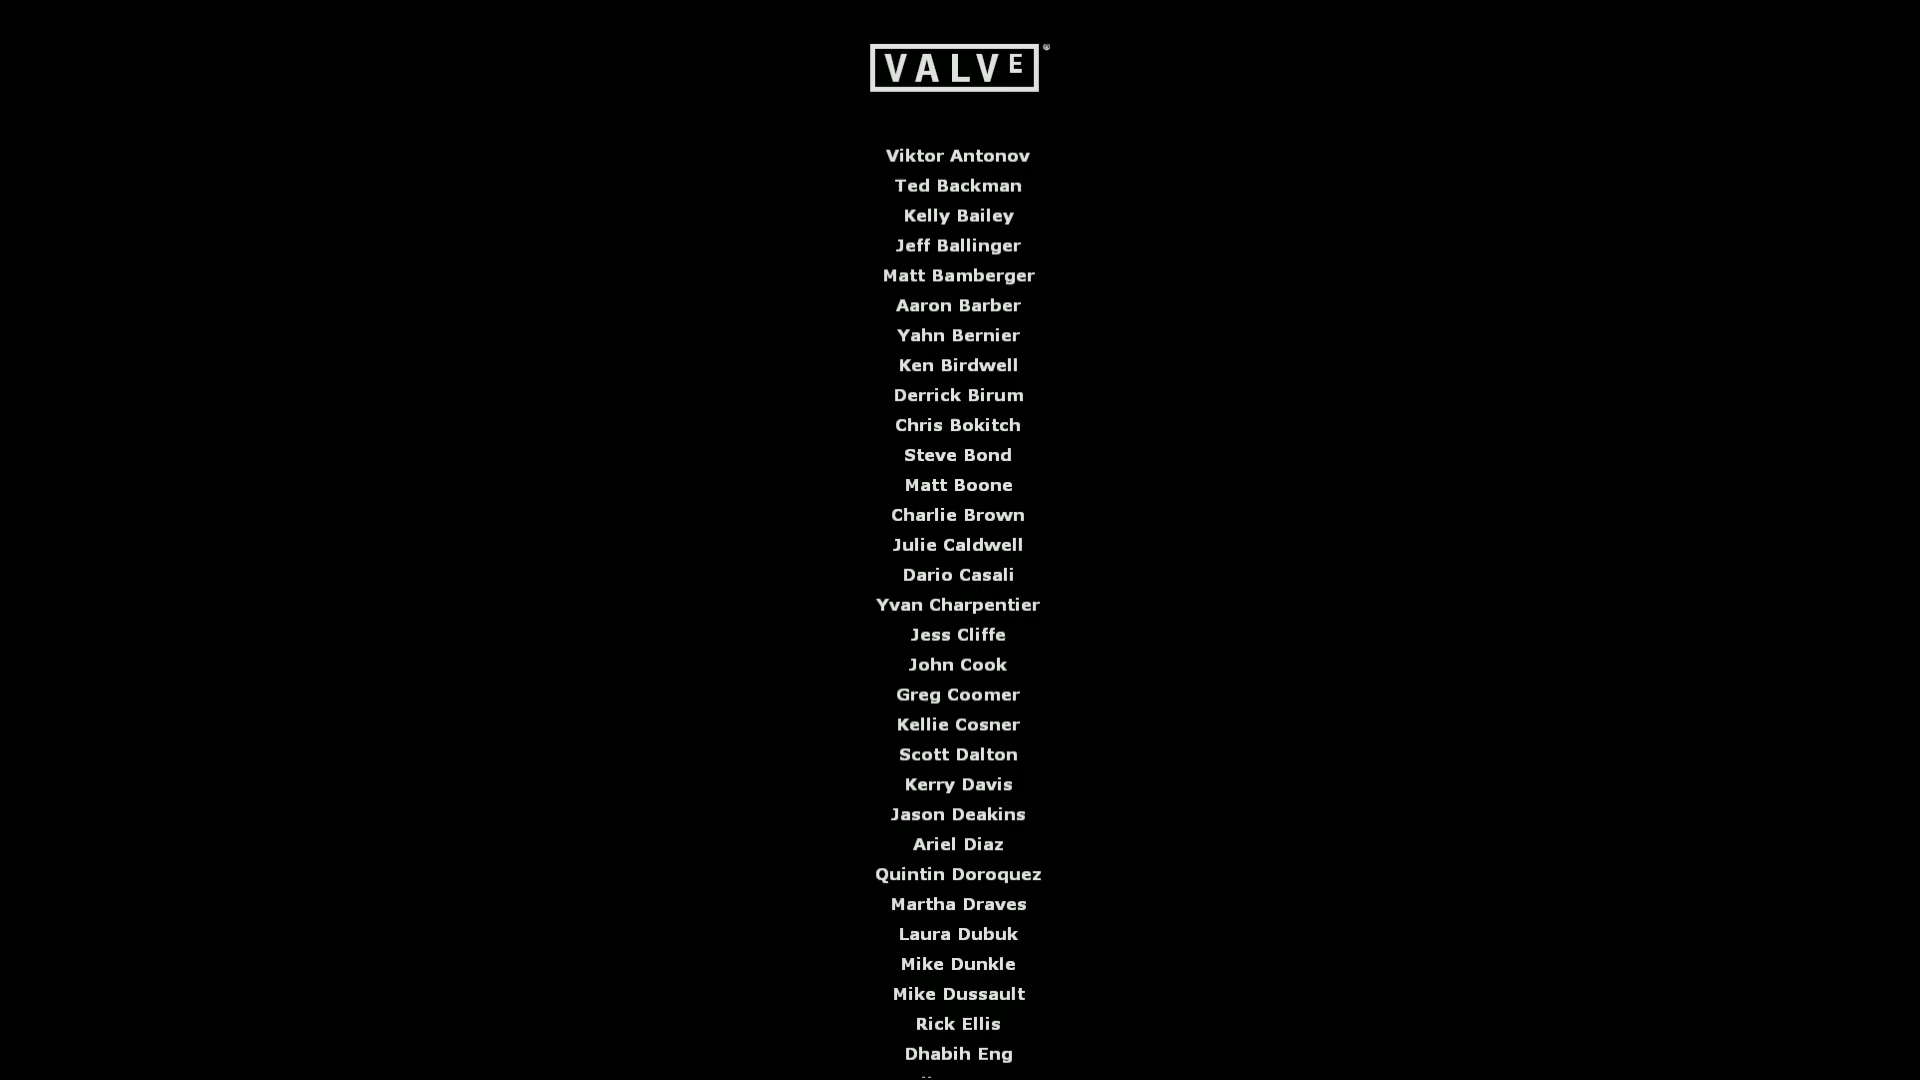 VALVE
Viktor Antonov
Ted Backman
Kelly Bailey
Jeff Ballinger
Matt Bamberger
Aaron Barber
Yahn Bernier
Ken Birdwell
Derrick Birum
Chris Bokitch
Steve Bond
Matt Boone
Charlie Brown
Julie Caldwell
Dario Casali
Yvan Charpentier
Jess Cliffe
John Cook
Greg Coomer
Kellie Cosner
Scott Dalton
Kerry Davis
Jason Deakins
Ariel Diaz
Quintin Doroquez
Martha Draves
Laura Dubuk
Mike Dunkle
Mike Dussault
Rick Ellis
Dhabih Eng